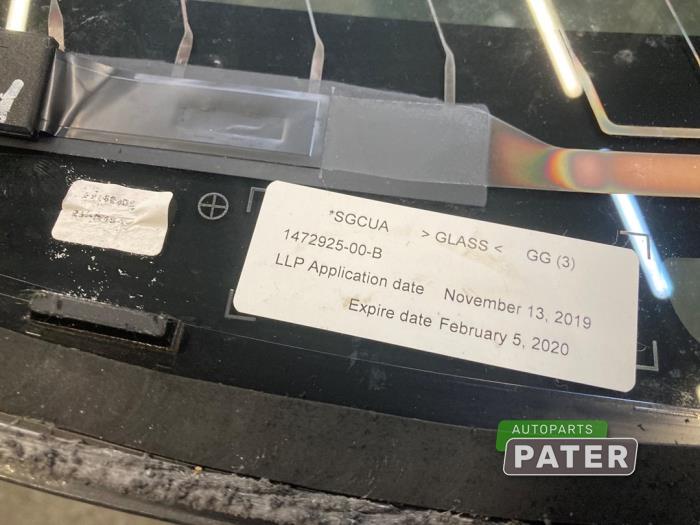 *SGCUA >GLASS< GG (3)
1472925-00-B
LLP Application date November 13, 2019
Expire date February 5, 2020
AUTOPARTS
PATER